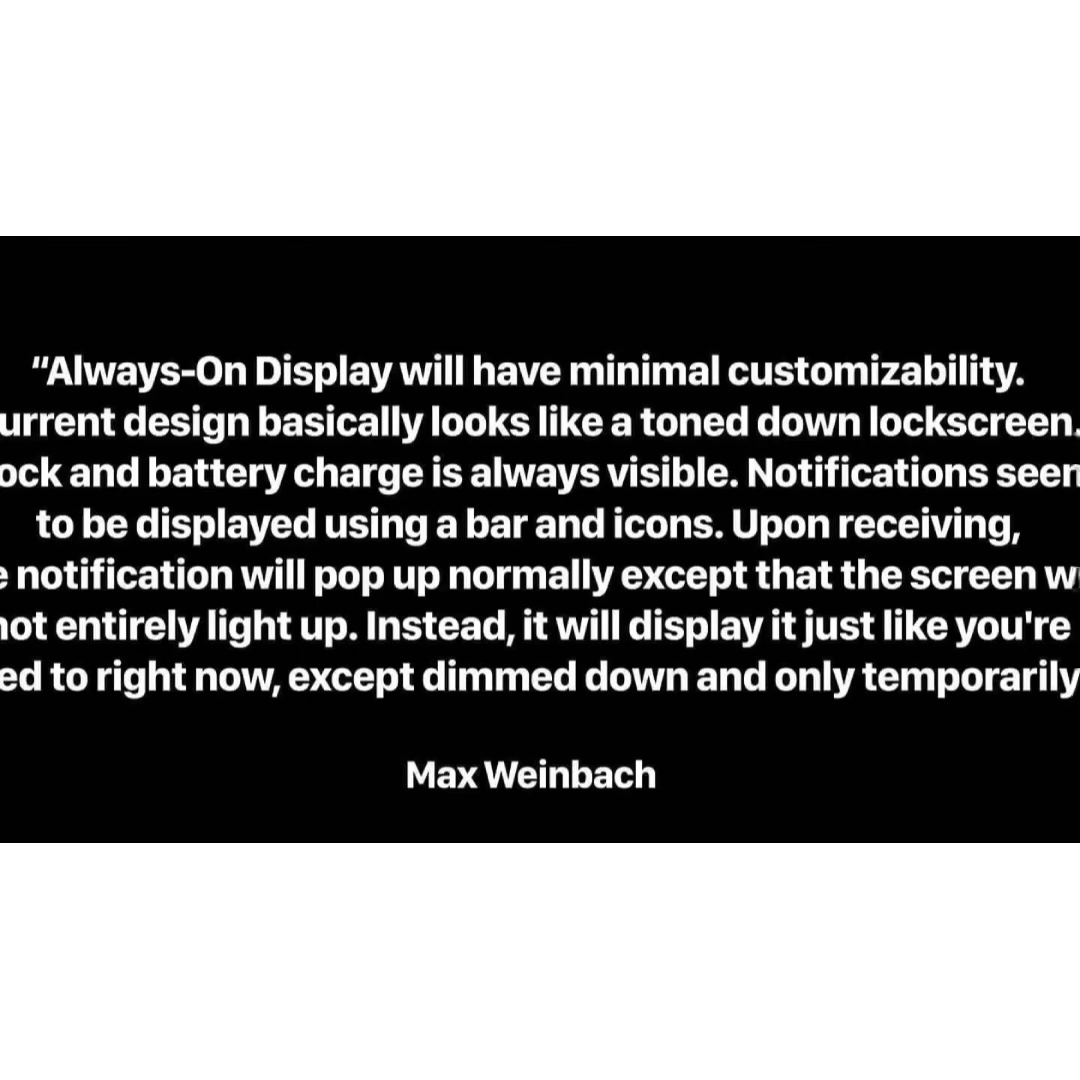 "Always-On Display will have minimal customizability.
urrent design basically looks like a toned down lockscreen.
ock and battery charge is always visible. Notifications seem
to be displayed using a bar and icons. Upon receiving,
e notification will pop up normally except that the screen w
not entirely light up. Instead, it will display it just like you're
ed to right now, except dimmed down and only temporarily
Max Weinbach